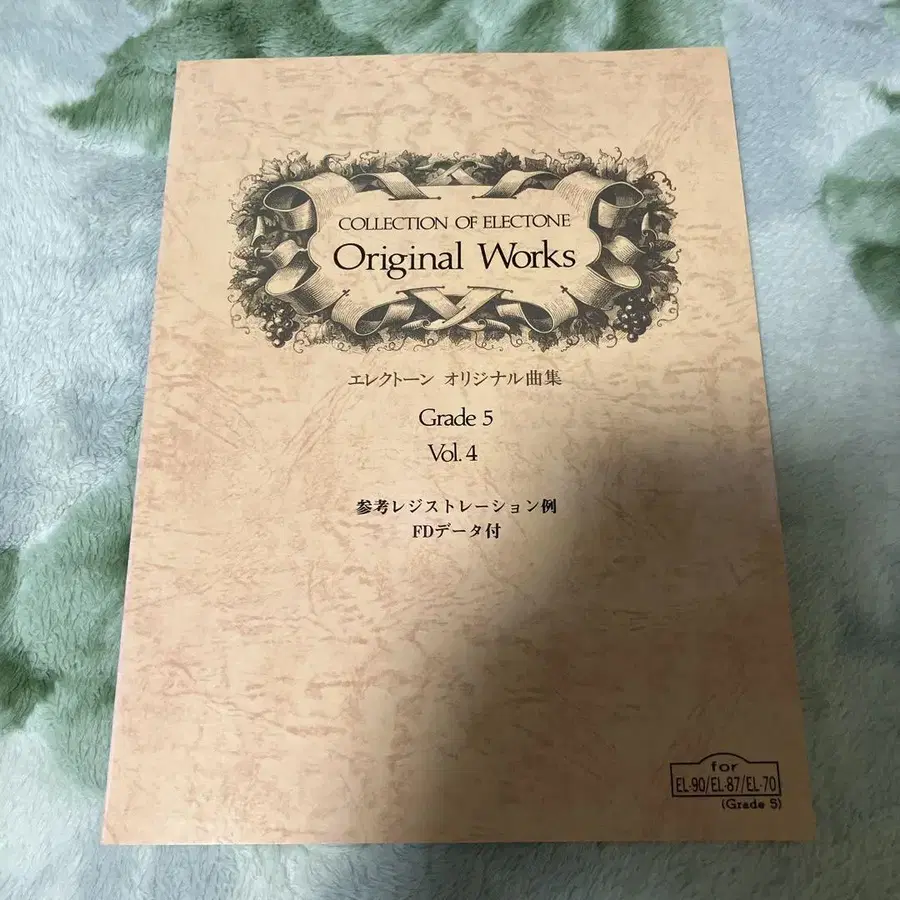 COLLECTION OF ELECTONE
Original Works
エレクトーン オリジナル曲集
Grade 5
Vol. 4
参考レジストレーション例
FDデータ付
for
EL-90/EL-87/EL-70
(Grade 5)